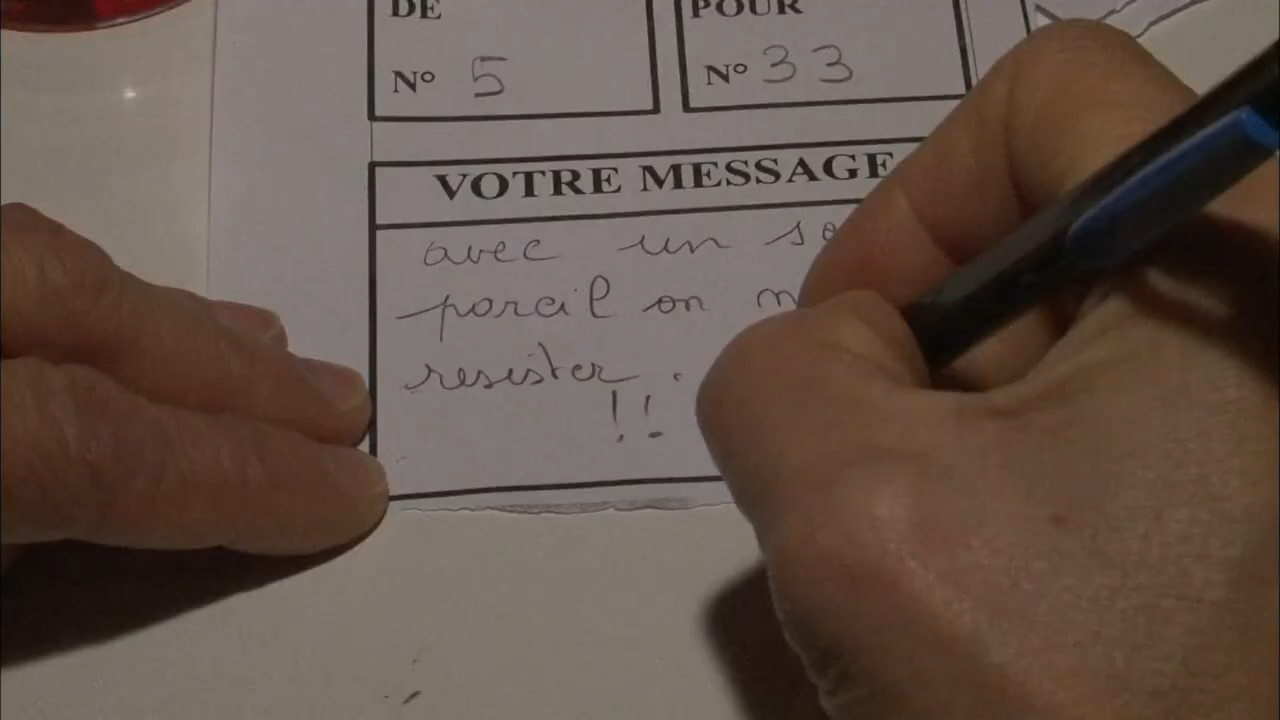 DE
POUR
N° 5
N° 33
VOTRE MESSAGE
avec un
pareil on
resister .
!!